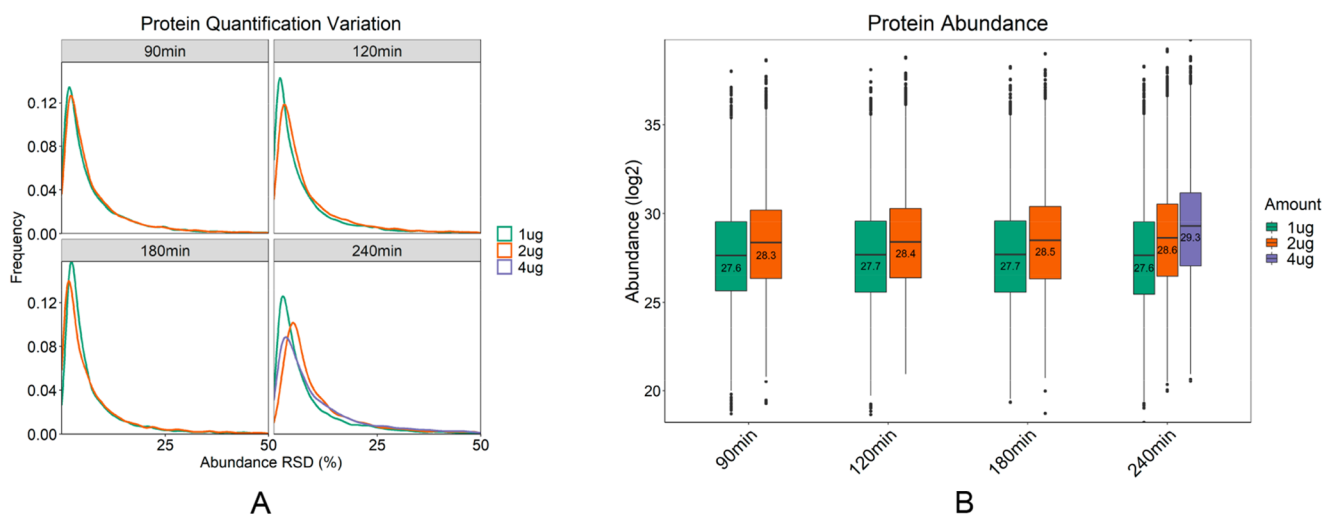 Protein Quantification Variation
90min 120min
0.12
0.08
0.04
0.00
Frequency
180min 240min
0.12
0.08
0.04
0.00
25 50 25 50
Abundance RSD (%)
1ug
2ug
4ug
A
Protein Abundance
35
30
25
20
Abundance (log2)
27.6 28.3 27.7 28.4 27.7 28.5 27.6 28.6 29.3
90min 120min 180min 240min
Amount
1ug
2ug
4ug
B